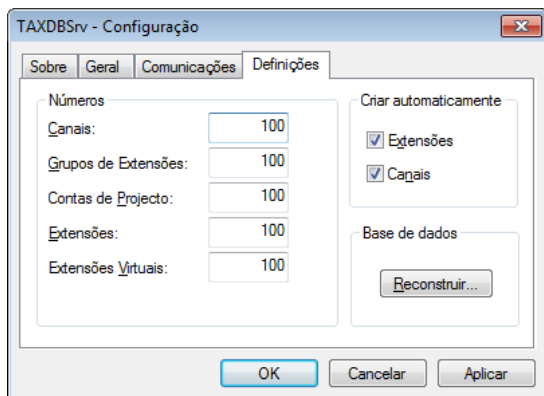 TAXDBSrv - Configuração
Sobre Geral Comunicações Definições
Números
Canais: 100
Grupos de Extensões: 100
Contas de Projecto: 100
Extensões: 100
Extensões Virtuais: 100
Criar automaticamente
Extensões
Canais
Base de dados
Reconstruir...
OK Cancelar Aplicar